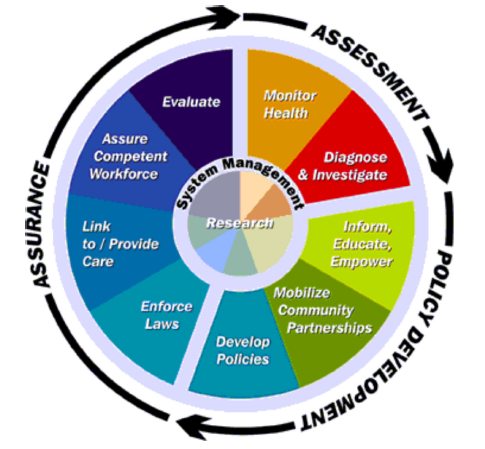 ASSESSMENT
Monitor
Health
Diagnose
& Investigate
POLICY DEVELOPMENT
Inform,
Educate,
Empower
Mobilize
Community
Partnerships
Develop
Policies
ASSURANCE
Enforce
Laws
Link
to / Provide
Care
Assure
Competent
Workforce
Evaluate
System Management
Research